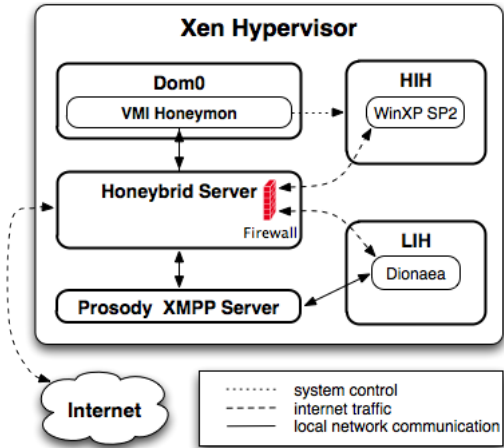 Xen Hypervisor
Dom0
VMI Honeymon
HIH
WinXP SP2
Honeybrid Server
Firewall
LIH
Dionaea
Prosody XMPP Server
Internet
system control
internet traffic
local network communication